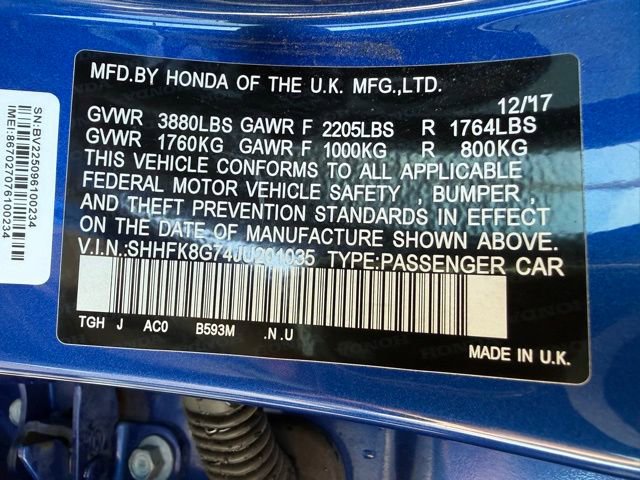 MFD.BY HONDA OF THE U.K. MFG.,LTD.
12/'17
GVWR 3880LBS GAWR F 2205LBS R 1764LBS
GVWR 1760KG GAWR F 1000KG R 800KG
THIS VEHICLE CONFORMS TO ALL APPLICABLE
FEDERAL MOTOR VEHICLE SAFETY , BUMPER ,
AND THEFT PREVENTION STANDARDS IN EFFECT
ON THE DATE OF MANUFACTURE SHOWN ABOVE.
V.I.N.:SHHFK8G74JU201035 TYPE:PASSENGER CAR
TGH J AC0 B593M .N.U
MADE IN U.K.
SN:BV225096100234
IMEI:867027076100234